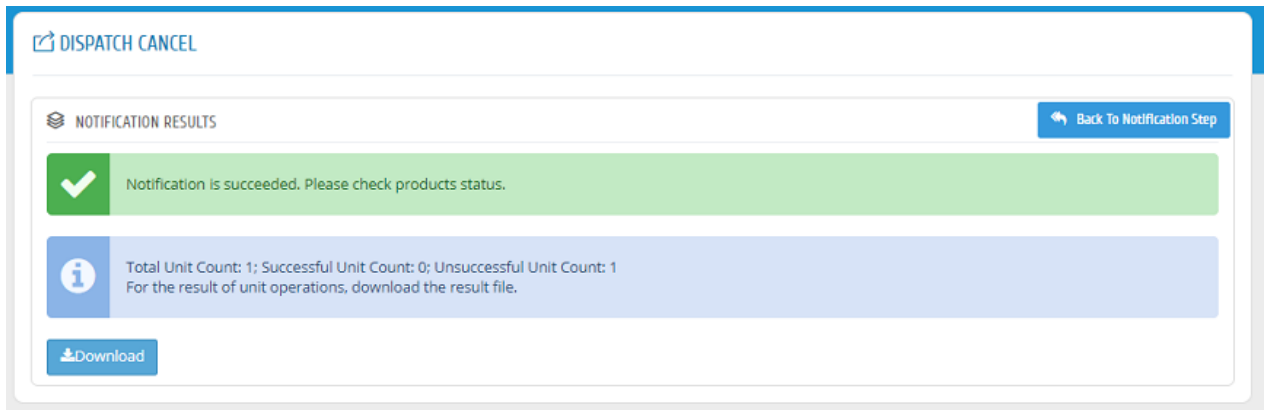 DISPATCH CANCEL
NOTIFICATION RESULTS
Back To Notification Step
Notification is succeeded. Please check products status.
Total Unit Count: 1; Successful Unit Count: 0; Unsuccessful Unit Count: 1
For the result of unit operations, download the result file.
Download